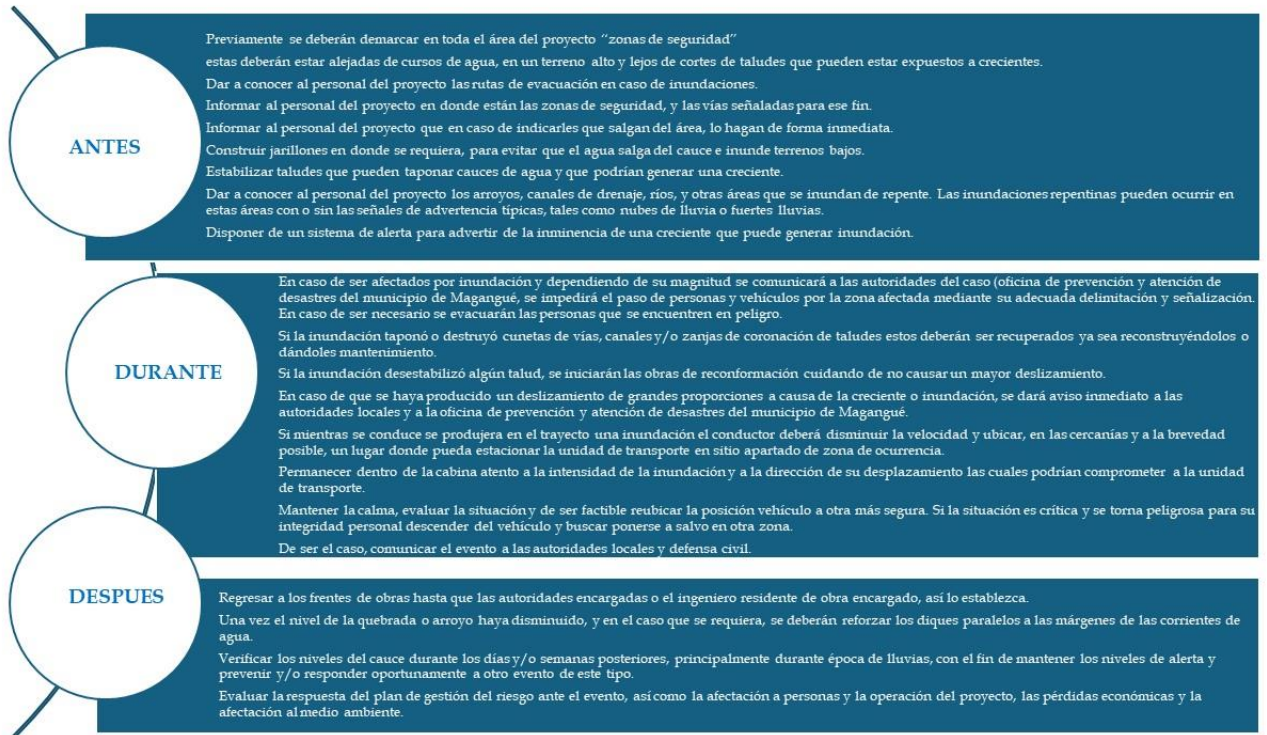 ANTES
Previamente se deberán demarcar en toda el área del proyecto “zonas de seguridad”
estas deberán estar alejadas de cursos de agua, en un terreno alto y lejos de cortes de taludes que pueden estar expuestos a crecientes.
Dar a conocer al personal del proyecto las rutas de evacuación en caso de inundaciones.
Informar al personal del proyecto en donde están las zonas de seguridad, y las vías señaladas para ese fin.
Informar al personal del proyecto que en caso de indicarles que salgan del área, lo hagan de forma inmediata.
Construir jarillones en donde se requiera, para evitar que el agua salga del cauce e inunde terrenos bajos.
Estabilizar taludes que pueden taponar cauces de agua y que podrían generar una creciente.
Dar a conocer al personal del proyecto los arroyos, canales de drenaje, ríos, y otras áreas que se inundan de repente. Las inundaciones repentinas pueden ocurrir en
estas áreas con o sin las señales de advertencia típicas, tales como nubes de lluvia o fuertes lluvias.
Disponer de un sistema de alerta para advertir de la inminencia de una creciente que puede generar inundación.
DURANTE
En caso de ser afectados por inundación y dependiendo de su magnitud se comunicará a las autoridades del caso (oficina de prevención y atención de
desastres del municipio de Magangué, se impedirá el paso de personas y vehículos por la zona afectada mediante su adecuada delimitación y señalización.
En caso de ser necesario se evacuarán las personas que se encuentren en peligro.
Si la inundación taponó o destruyó cunetas de vías, canales y/o zanjas de coronación de taludes estos deberán ser recuperados ya sea reconstruyéndolos o
dándoles mantenimiento.
Si la inundación desestabilizó algún talud, se iniciarán las obras de reconformación cuidando de no causar un mayor deslizamiento.
En caso de que se haya producido un deslizamiento de grandes proporciones a causa de la creciente o inundación, se dará aviso inmediato a las
autoridades locales y a la oficina de prevención y atención de desastres del municipio de Magangué.
Si mientras se conduce se produjera en el trayecto una inundación el conductor deberá disminuir la velocidad y ubicar, en las cercanías y a la brevedad
posible, un lugar donde pueda estacionar la unidad de transporte en sitio apartado de zona de ocurrencia.
Permanecer dentro de la cabina atento a la intensidad de la inundación y a la dirección de su desplazamiento las cuales podrían comprometer a la unidad
de transporte.
Mantener la calma, evaluar la situación y de ser factible reubicar la posición vehículo a otra más segura. Si la situación es crítica y se torna peligrosa para su
integridad personal descender del vehículo y buscar ponerse a salvo en otra zona.
De ser el caso, comunicar el evento a las autoridades locales y defensa civil.
DESPUES
Regresar a los frentes de obras hasta que las autoridades encargadas o el ingeniero residente de obra encargado, así lo establezca.
Una vez el nivel de la quebrada o arroyo haya disminuido, y en el caso que se requiera, se deberán reforzar los diques paralelos a las márgenes de las corrientes de
agua.
Verificar los niveles del cauce durante los días y/o semanas posteriores, principalmente durante época de lluvias, con el fin de mantener los niveles de alerta y
prevenir y/o responder oportunamente a otro evento de este tipo.
Evaluar la respuesta del plan de gestión del riesgo ante el evento, así como la afectación a personas y la operación del proyecto, las pérdidas económicas y la
afectación al medio ambiente.